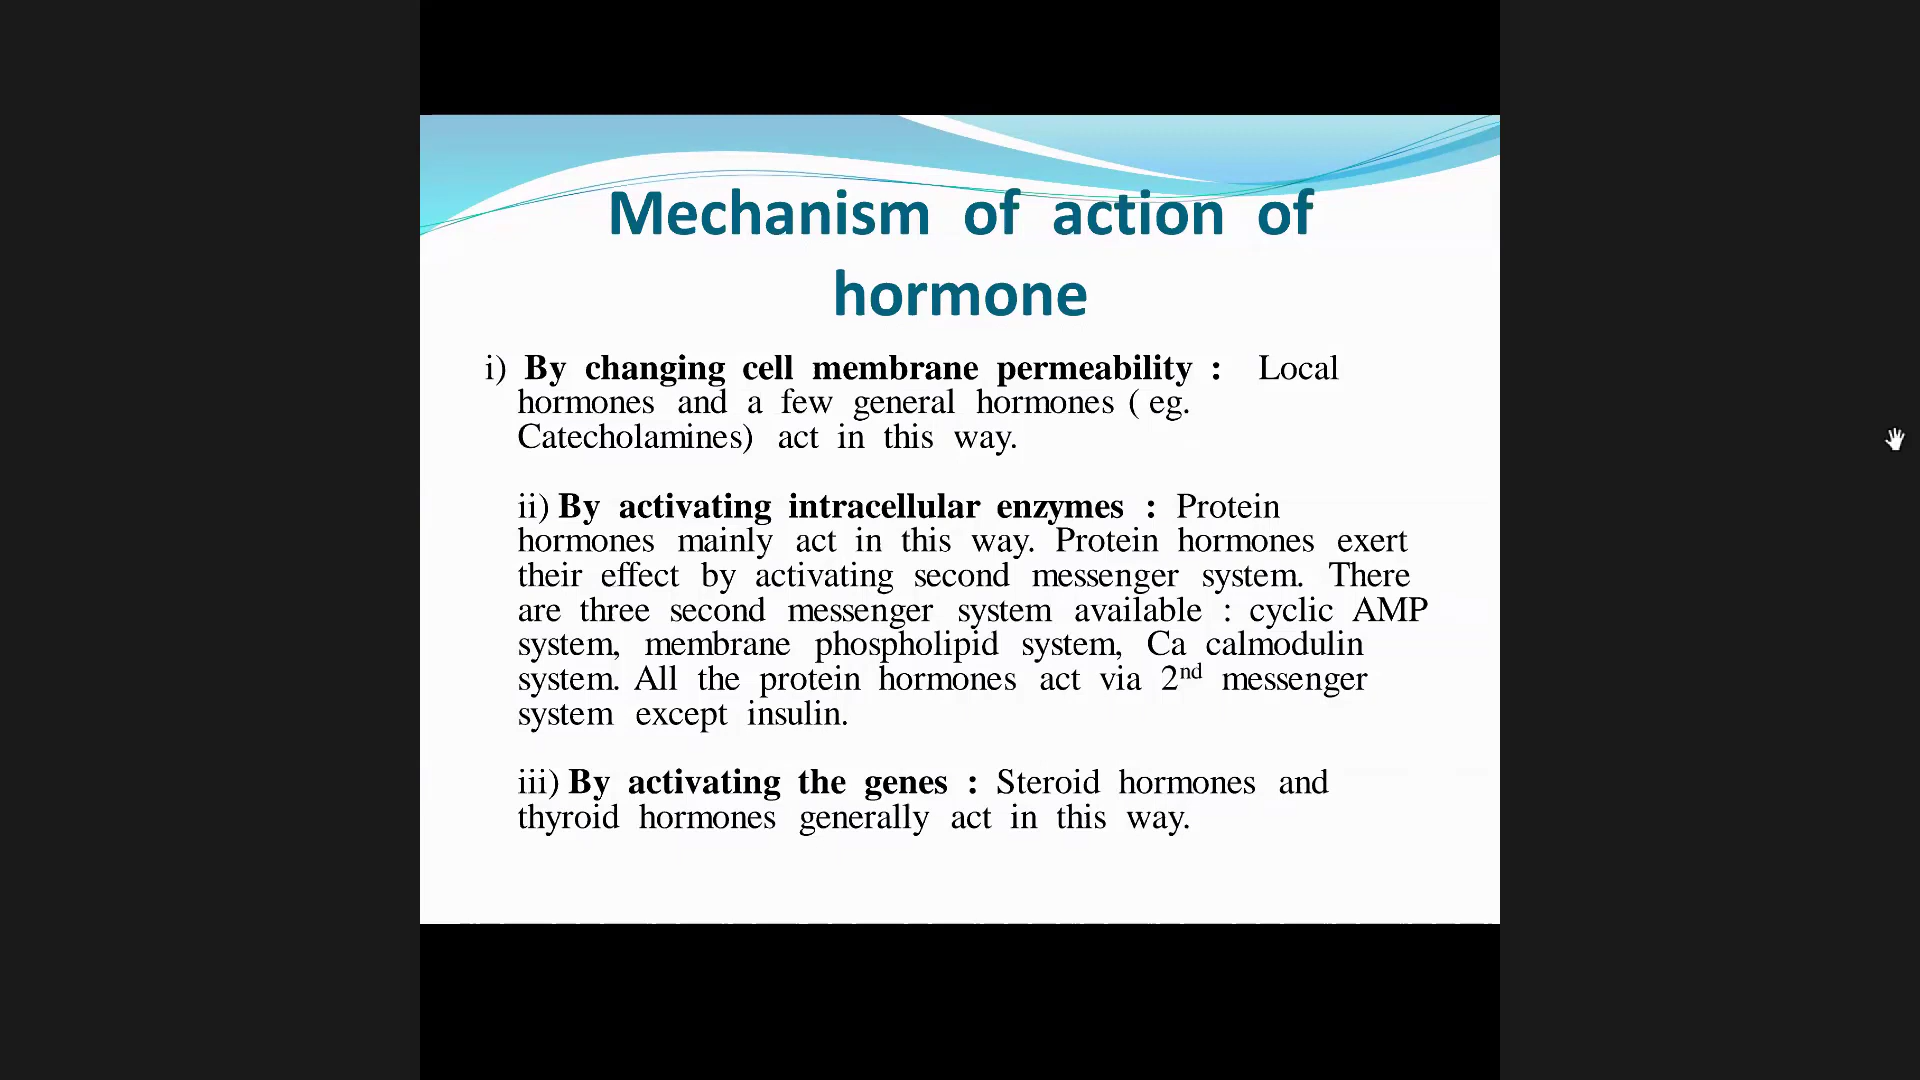 Mechanism of action of
hormone
i) By changing cell membrane permeability : Local
hormones and a few general hormones ( eg.
Catecholamines) act in this way.
ii) By activating intracellular enzymes : Protein
hormones mainly act in this way. Protein hormones exert
their effect by activating second messenger system. There
are three second messenger system available : cyclic AMP
system, membrane phospholipid system, Ca calmodulin
system. All the protein hormones act via 2nd messenger
system except insulin.
iii) By activating the genes : Steroid hormones and
thyroid hormones generally act in this way.